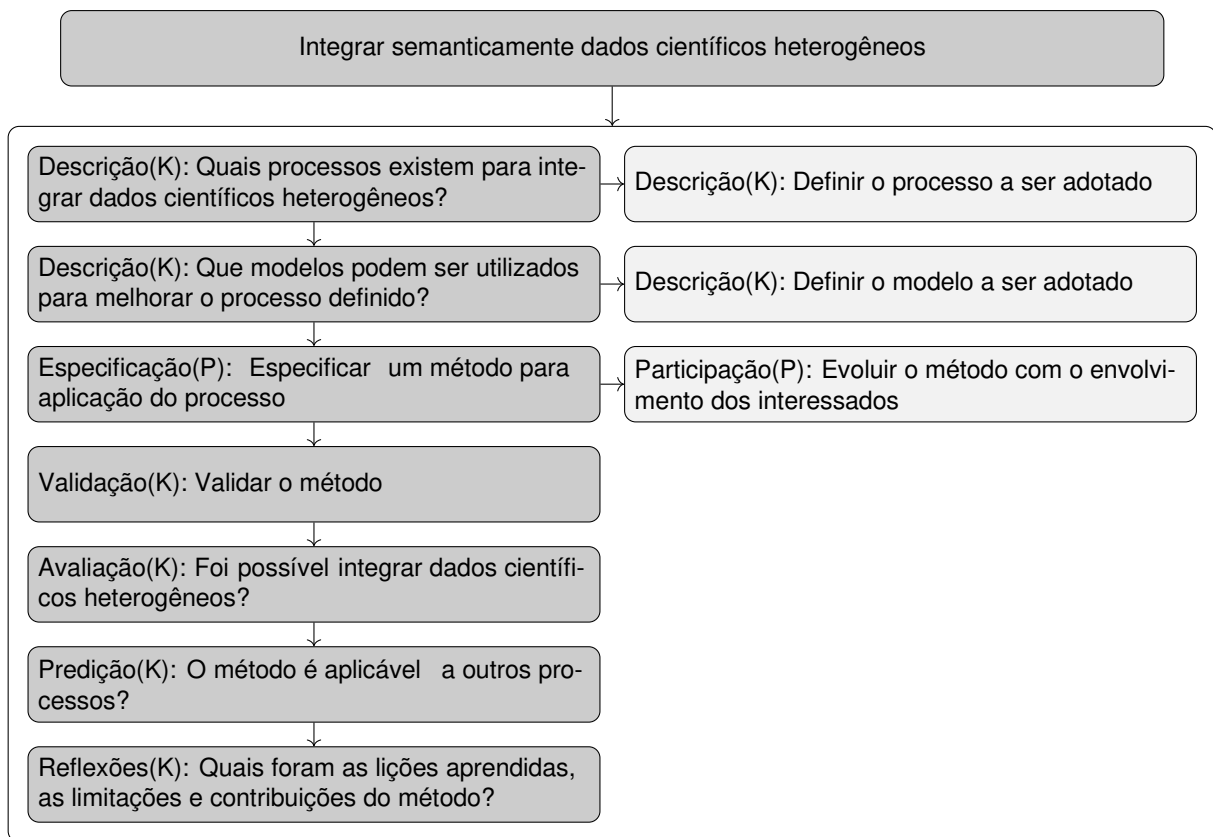 Integrar semanticamente dados científicos heterogêneos
Descrição(K): Quais processos existem para inte-
grar dados científicos heterogêneos?
Descrição(K): Definir o processo a ser adotado
Descrição(K): Que modelos podem ser utilizados
para melhorar o processo definido?
Descrição(K): Definir o modelo a ser adotado
Especificação(P): Especificar um método para
aplicação do processo
Participação(P): Evoluir o método com o envolvi-
mento dos interessados
Validação(K): Validar o método
Avaliação(K): Foi possível integrar dados científi-
cos heterogêneos?
Predição(K): O método é aplicável a outros pro-
cessos?
Reflexões(K): Quais foram as lições aprendidas,
as limitações e contribuições do método?